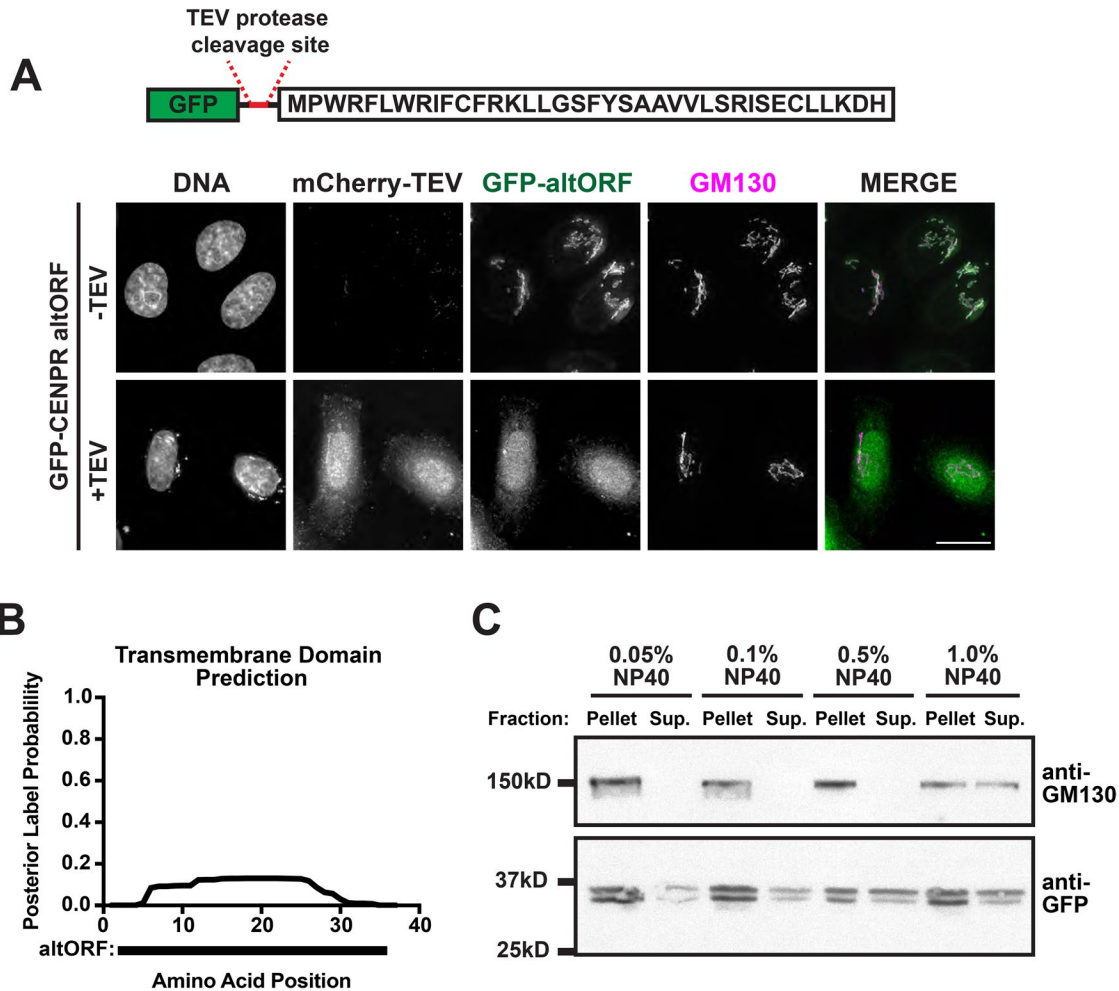 A
TEV protease
cleavage site
GFP
MPWRFLWRIFCFRKLLGSFYSAAVVLSRISECLLKDH
DNA mCherry-TEV GFP-altORF GM130 MERGE
GFP-CENPR altORF
-TEV
+TEV
B
Transmembrane Domain
Prediction
Posterior Label Probablility
1.0
0.8
0.6
0.4
0.2
0.0
0 10 20 30 40
altORF:
Amino Acid Position
C
0.05% NP40 0.1% NP40 0.5% NP40 1.0% NP40
Fraction: Pellet Sup. Pellet Sup. Pellet Sup. Pellet Sup.
150kD
anti-
GM130
37kD
25kD
anti-
GFP